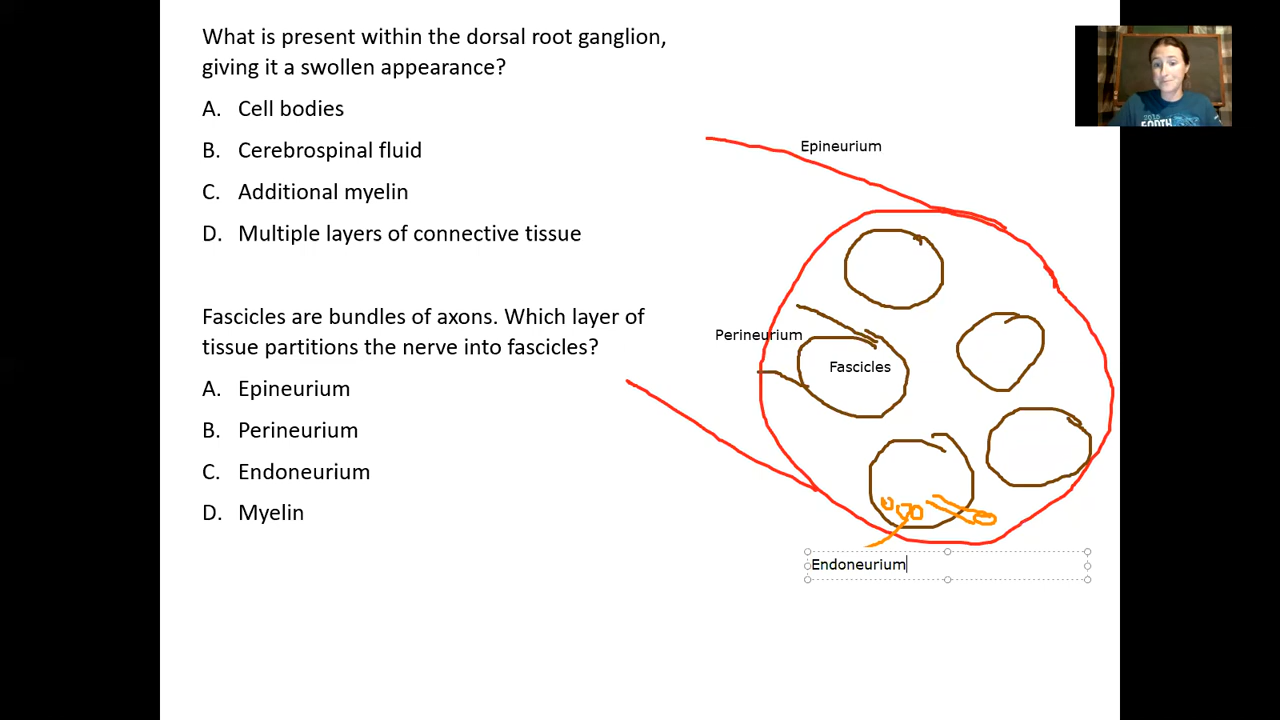 What is present within the dorsal root ganglion,
giving it a swollen appearance?
A. Cell bodies
B. Cerebrospinal fluid
C. Additional myelin
D. Multiple layers of connective tissue
Fascicles are bundles of axons. Which layer of
tissue partitions the nerve into fascicles?
A. Epineurium
B. Perineurium
C. Endoneurium
D. Myelin
Epineurium
Perineurium
Fascicles
Endoneurium